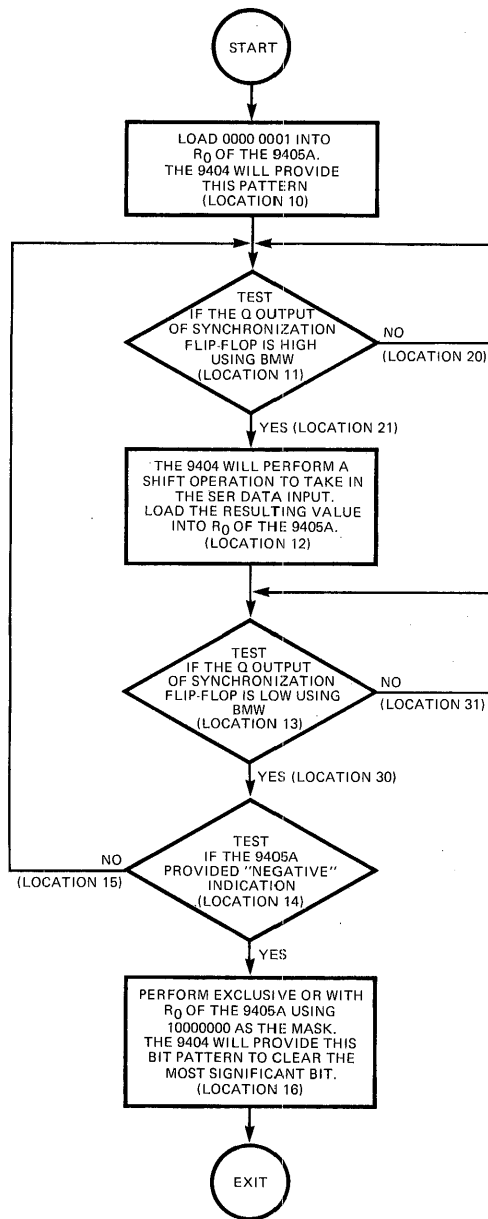 START
LOAD 0000 0001 INTO
R0 OF THE 9405A.
THE 9404 WILL PROVIDE
THIS PATTERN
(LOCATION 10)
TEST
IF THE Q OUTPUT
OF SYNCHRONIZATION
FLIP-FLOP IS HIGH
USING BMW
(LOCATION 11)
NO
(LOCATION 20)
YES (LOCATION 21)
THE 9404 WILL PERFORM A
SHIFT OPERATION TO TAKE IN
THE SER DATA INPUT.
LOAD THE RESULTING VALUE
INTO R0 OF THE 9405A.
(LOCATION 12)
TEST
IF THE Q OUTPUT
OF SYNCHRONIZATION
FLIP-FLOP IS LOW USING
BMW
(LOCATION 13)
NO
(LOCATION 31)
YES (LOCATION 30)
TEST
IF THE 9405A
PROVIDED "NEGATIVE"
INDICATION
(LOCATION 14)
NO
(LOCATION 15)
YES
PERFORM EXCLUSIVE OR WITH
R0 OF THE 9405A USING
10000000 AS THE MASK.
THE 9404 WILL PROVIDE THIS
BIT PATTERN TO CLEAR THE
MOST SIGNIFICANT BIT.
(LOCATION 16)
EXIT